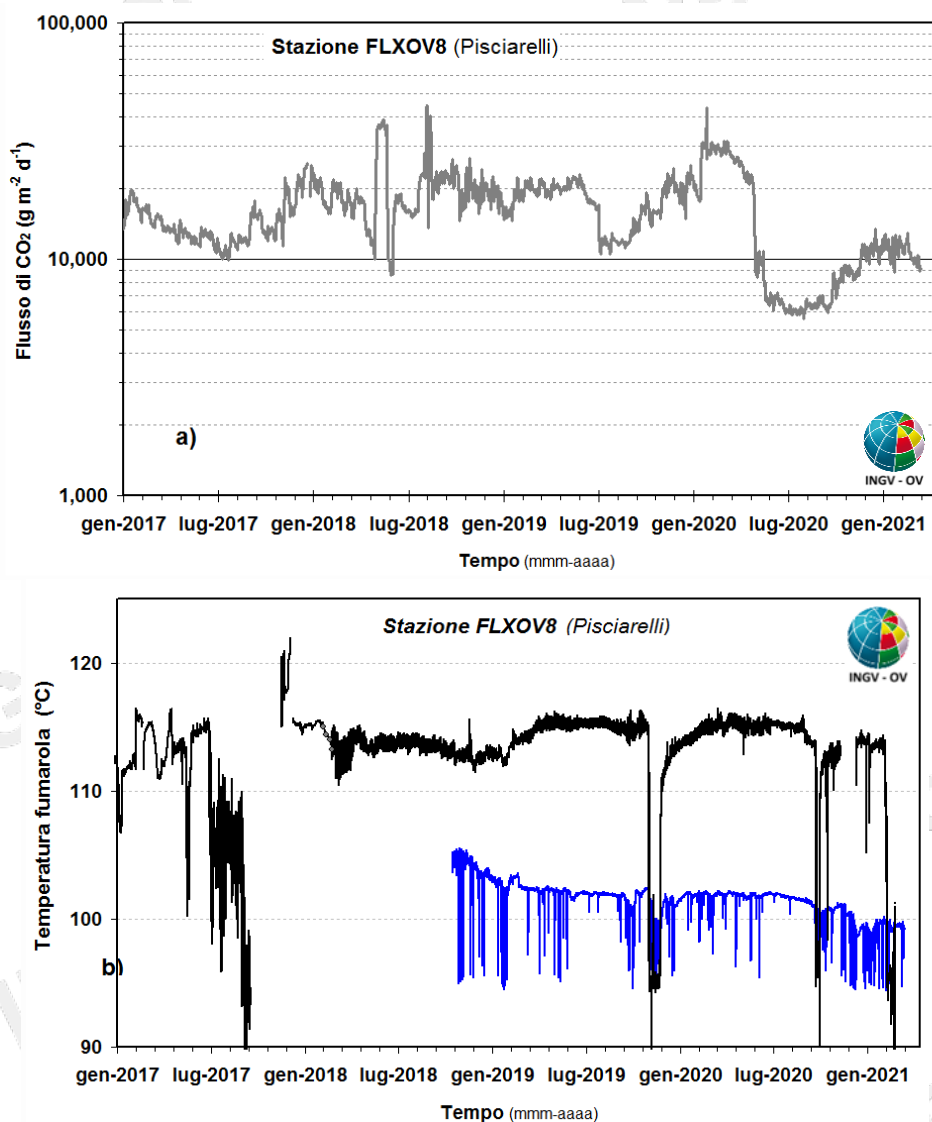 100,000
Stazione FLXOV8 (Pisciarelli)
Flusso di CO2 (g m-2 d-1)
10,000
a)
INGV - OV
1,000
gen-2017 lug-2017 gen-2018 lug-2018 gen-2019 lug-2019 gen-2020 lug-2020 gen-2021
Tempo (mmm-aaaa)
Stazione FLXOV8 (Pisciarelli)
INGV - OV
Temperatura fumarola (°C)
120
110
100
b)
90
gen-2017 lug-2017 gen-2018 lug-2018 gen-2019 lug-2019 gen-2020 lug-2020 gen-2021
Tempo (mmm-aaaa)